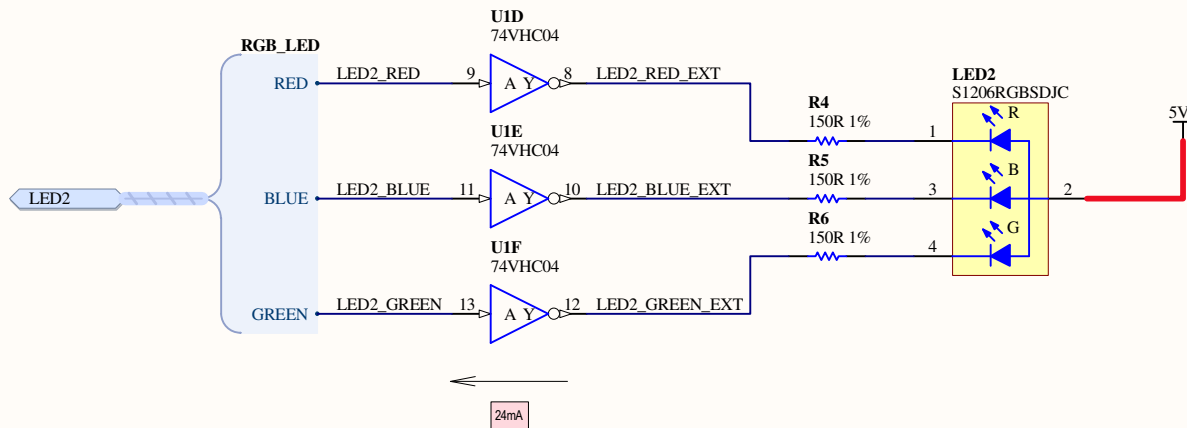 U1D
74VHC04
RGB_LED
RED
LED2_RED
9
A Y
8
LED2_RED_EXT
LED2
S1206RGBSDJC
R4
150R 1%
1
R
5V
U1E
74VHC04
LED2
BLUE
LED2_BLUE
11
A Y
10
LED2_BLUE_EXT
R5
150R 1%
3
B
2
U1F
74VHC04
GREEN
LED2_GREEN
13
A Y
12
LED2_GREEN_EXT
R6
150R 1%
4
G
24mA